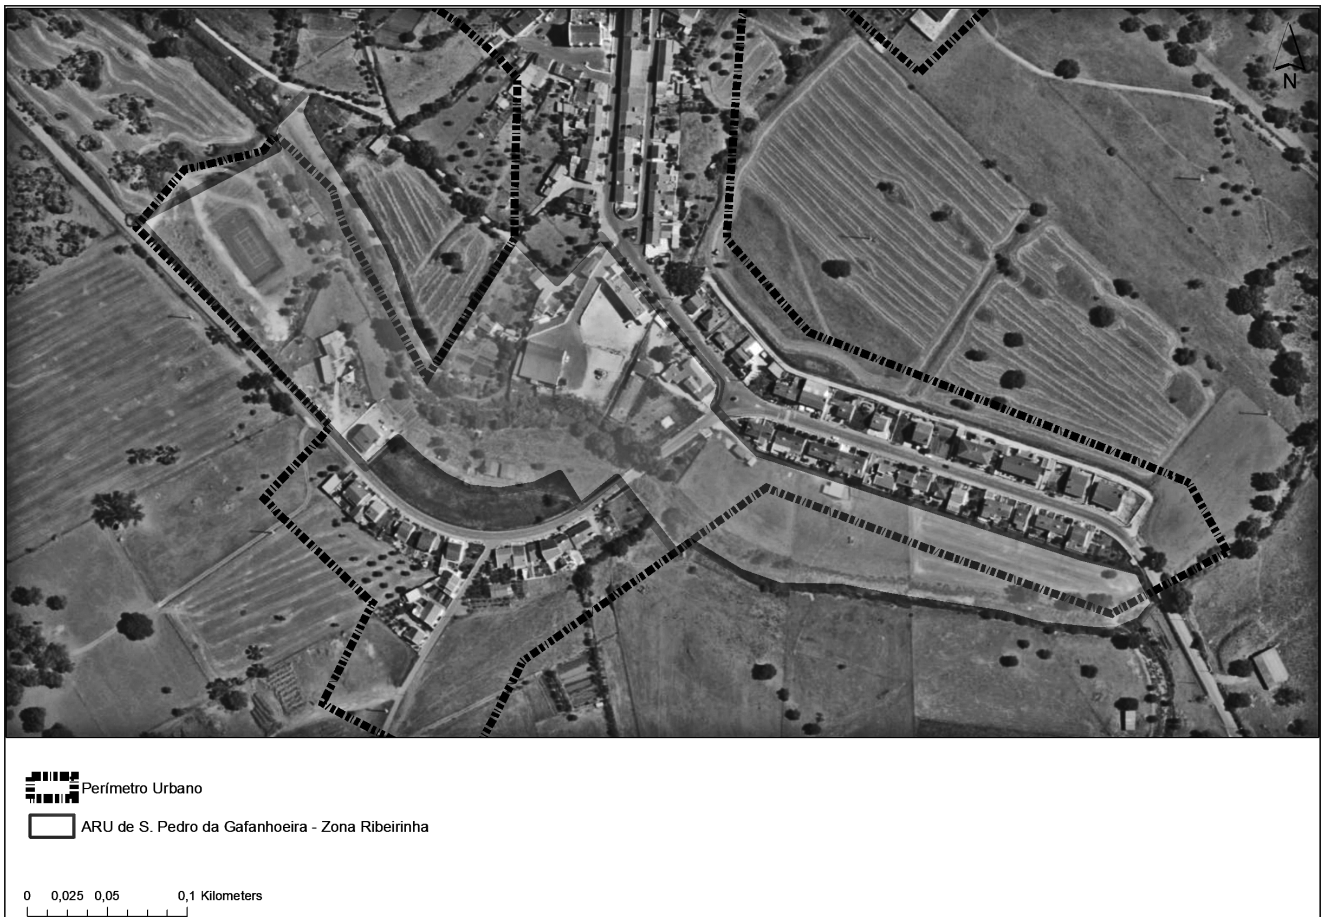 N
Perímetro Urbano
ARU de S. Pedro da Gafanhoeira - Zona Ribeirinha
0 0,025 0,05 0,1 Kilometers